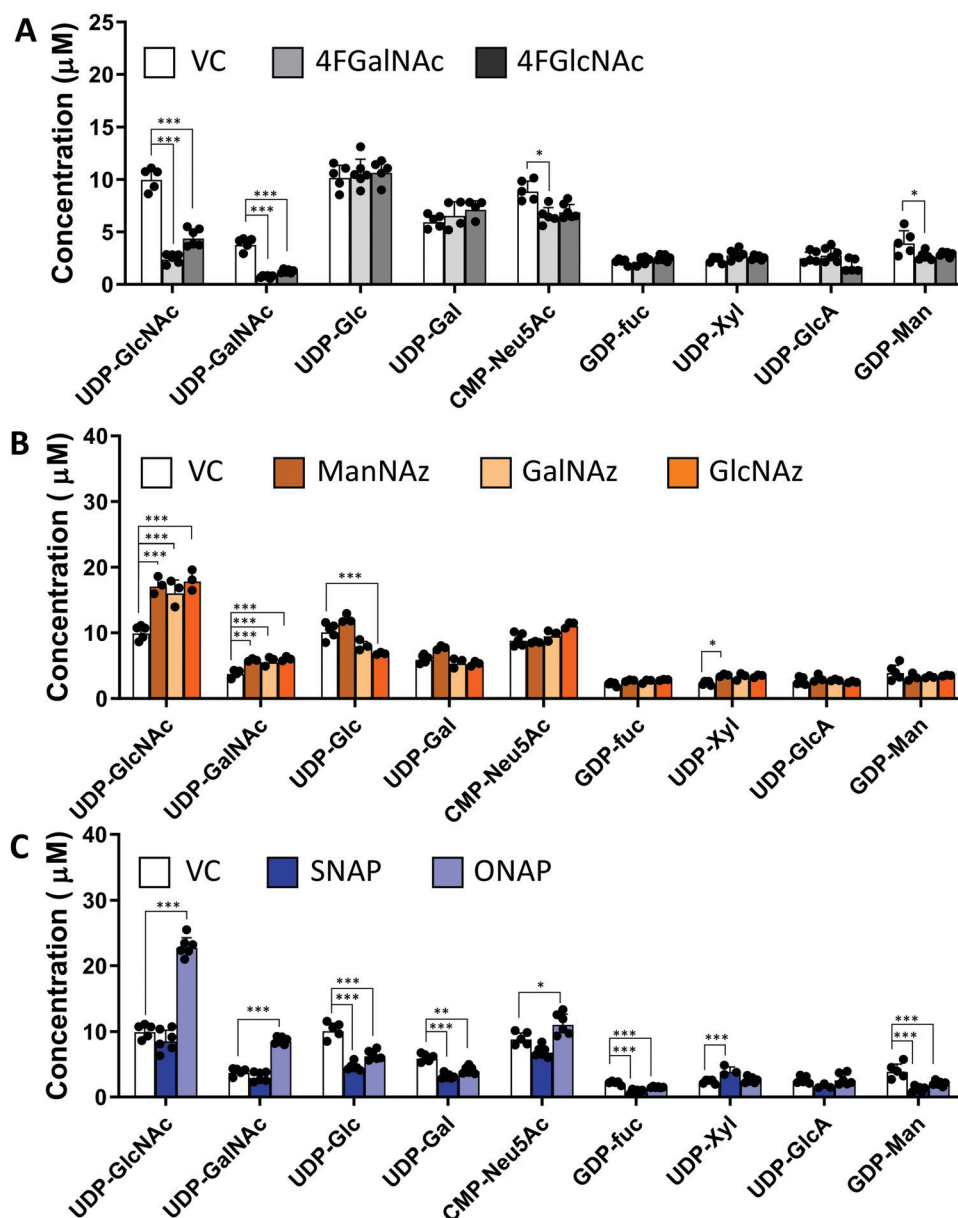 A
Concentration (μM)
25
20
15
10
5
0
VC 4FGalNAc 4FGlcNAc
***
***
***
***
*
*
UDP-GlcNAc
UDP-GalNAc
UDP-Glc
UDP-Gal
CMP-Neu5Ac
GDP-fuc
UDP-Xyl
UDP-GlcA
GDP-Man
B
Concentration ( μM)
40
30
20
10
0
VC ManNAz GalNAz GlcNAz
***
***
***
***
***
***
***
*
UDP-GlcNAc
UDP-GalNAc
UDP-Glc
UDP-Gal
CMP-Neu5Ac
GDP-fuc
UDP-Xyl
UDP-GlcA
GDP-Man
C
Concentration ( μM)
40
30
20
10
0
VC SNAP ONAP
***
***
***
***
**
***
*
***
***
***
***
***
UDP-GlcNAc
UDP-GalNAc
UDP-Glc
UDP-Gal
CMP-Neu5Ac
GDP-fuc
UDP-Xyl
UDP-GlcA
GDP-Man